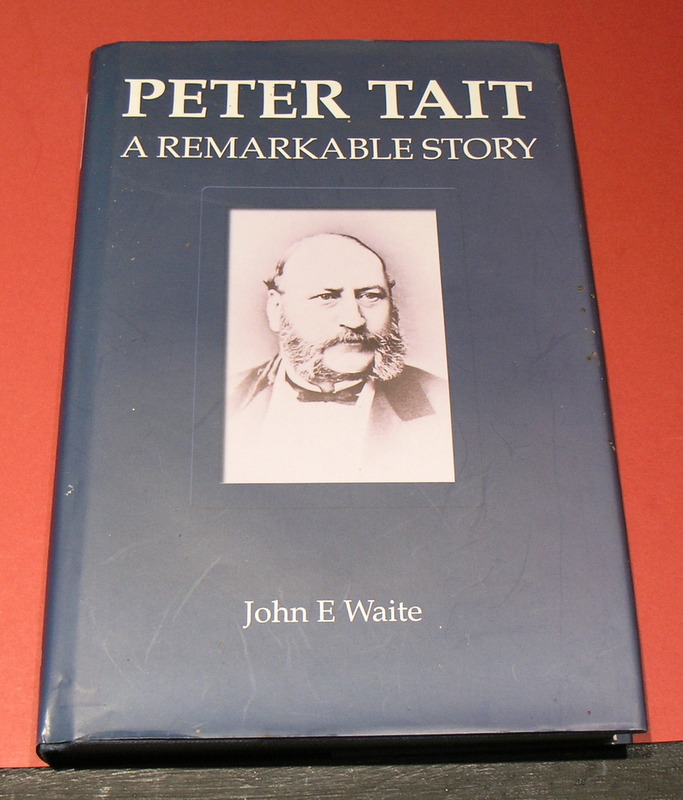 PETER TAIT
A REMARKABLE STORY
John E Waite